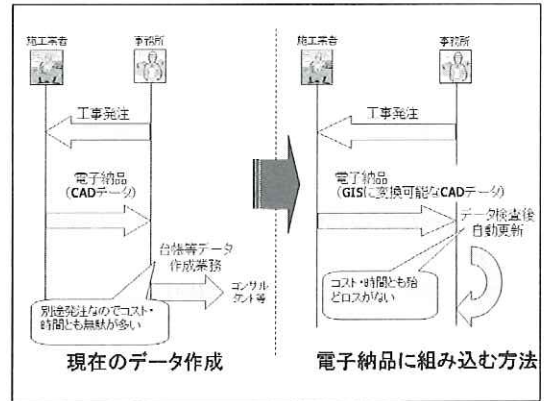 施工業者
事務所
工事発注
電子納品
(CADデータ)
台帳等データ
作成業務
コンサル
タント等
別途発注なのでコスト・
時間とも無駄が多い
現在のデータ作成
施工業者
事務所
工事発注
電子納品
(GISに変換可能なCADデータ)
データ検査後
自動更新
コスト・時間とも殆
どロスがない
電子納品に組み込む方法